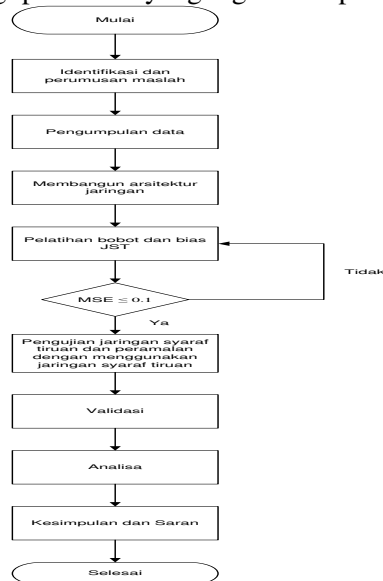 Mulai
Identifikasi dan
perumusan maslah
Pengumpulan data
Membangun arsitektur
jaringan
Pelatihan bobot dan bias
JST
Tidak
MSE ≤ 0.1
Ya
Pengujian jaringan syaraf
tiruan dan peramalan
dengan menggunakan
jaringan syaraf tiruan
Validasi
Analisa
Kesimpulan dan Saran
Selesai